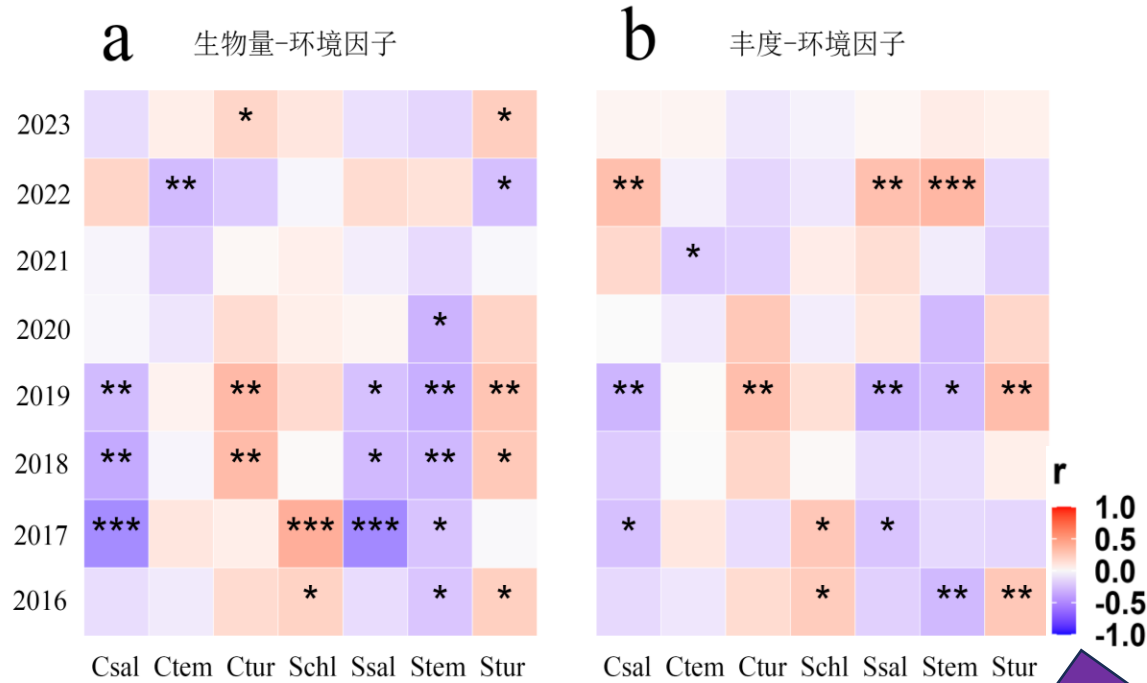 a 生物量-环境因子
b 丰度-环境因子
2023 * *
2022 ** * ** ** ***
2021 *
2020 *
2019 ** ** * ** ** ** ** ** * **
2018 ** ** * ** *
2017 *** *** *** * * * *
2016 * * * * ** **
Csal Ctem Ctur Schl Ssal Stem Stur
Csal Ctem Ctur Schl Ssal Stem Stur
r
1.0
0.5
0.0
-0.5
-1.0